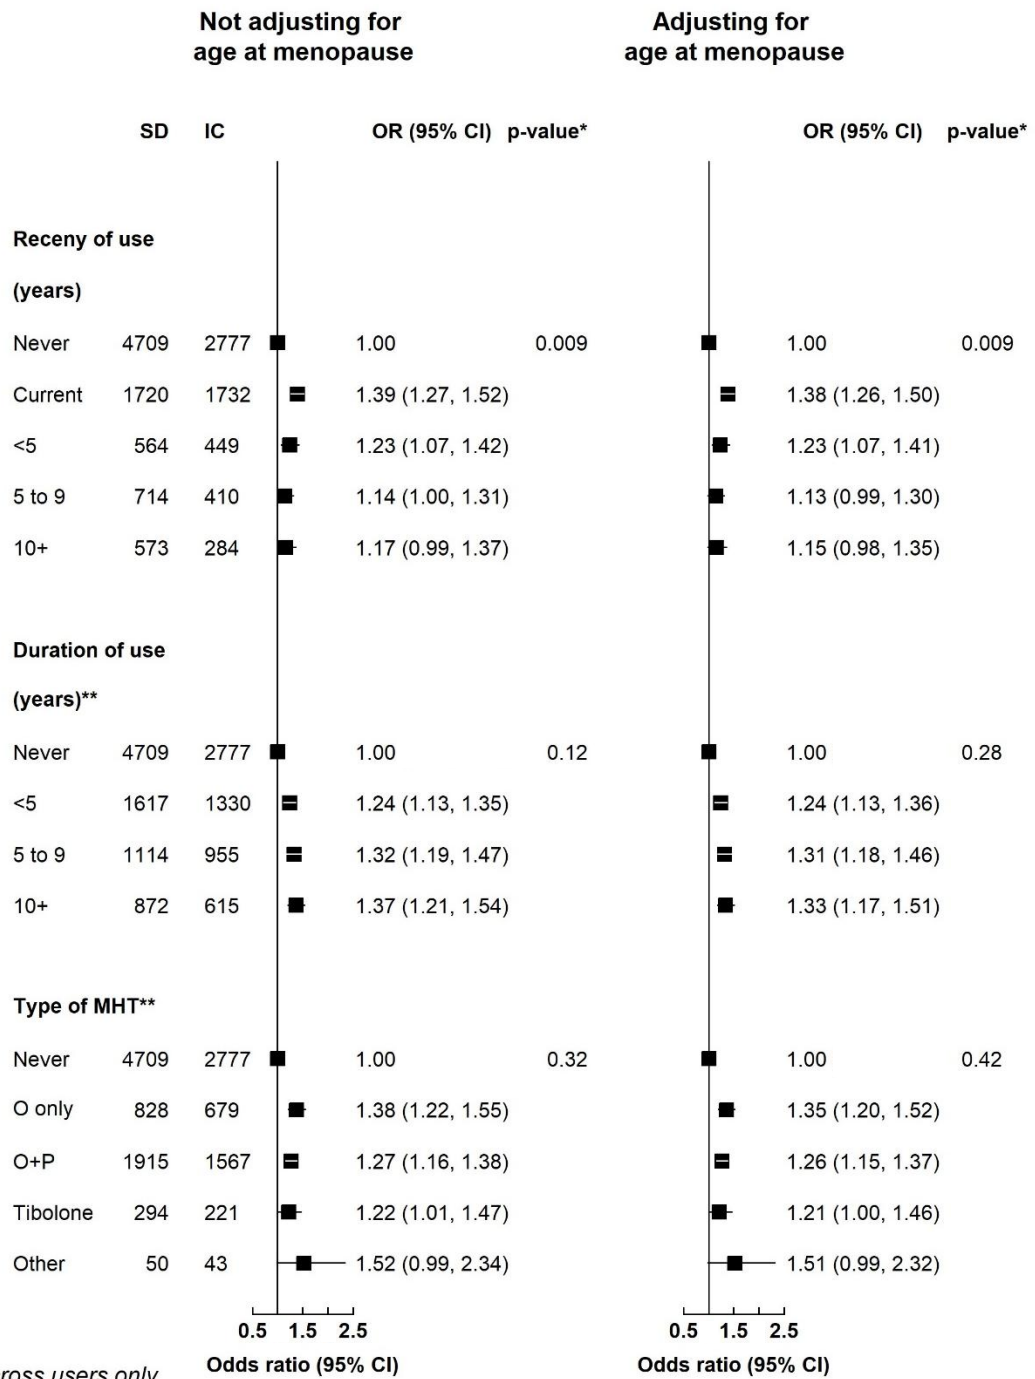 Not adjusting for age at menopause
Adjusting for age at menopause
SD IC OR (95% CI) p-value* OR (95% CI) p-value*
Receny of use
(years)
Never 4709 2777 1.00 0.009 1.00 0.009
Current 1720 1732 1.39 (1.27, 1.52) 1.38 (1.26, 1.50)
<5 564 449 1.23 (1.07, 1.42) 1.23 (1.07, 1.41)
5 to 9 714 410 1.14 (1.00, 1.31) 1.13 (0.99, 1.30)
10+ 573 284 1.17 (0.99, 1.37) 1.15 (0.98, 1.35)
Duration of use
(years)**
Never 4709 2777 1.00 0.12 1.00 0.28
<5 1617 1330 1.24 (1.13, 1.35) 1.24 (1.13, 1.36)
5 to 9 1114 955 1.32 (1.19, 1.47) 1.31 (1.18, 1.46)
10+ 872 615 1.37 (1.21, 1.54) 1.33 (1.17, 1.51)
Type of MHT**
Never 4709 2777 1.00 0.32 1.00 0.42
O only 828 679 1.38 (1.22, 1.55) 1.35 (1.20, 1.52)
O+P 1915 1567 1.27 (1.16, 1.38) 1.26 (1.15, 1.37)
Tibolone 294 221 1.22 (1.01, 1.47) 1.21 (1.00, 1.46)
Other 50 43 1.52 (0.99, 2.34) 1.51 (0.99, 2.32)
0.5 1.5 2.5 0.5 1.5 2.5
Odds ratio (95% CI) Odds ratio (95% CI)
users only